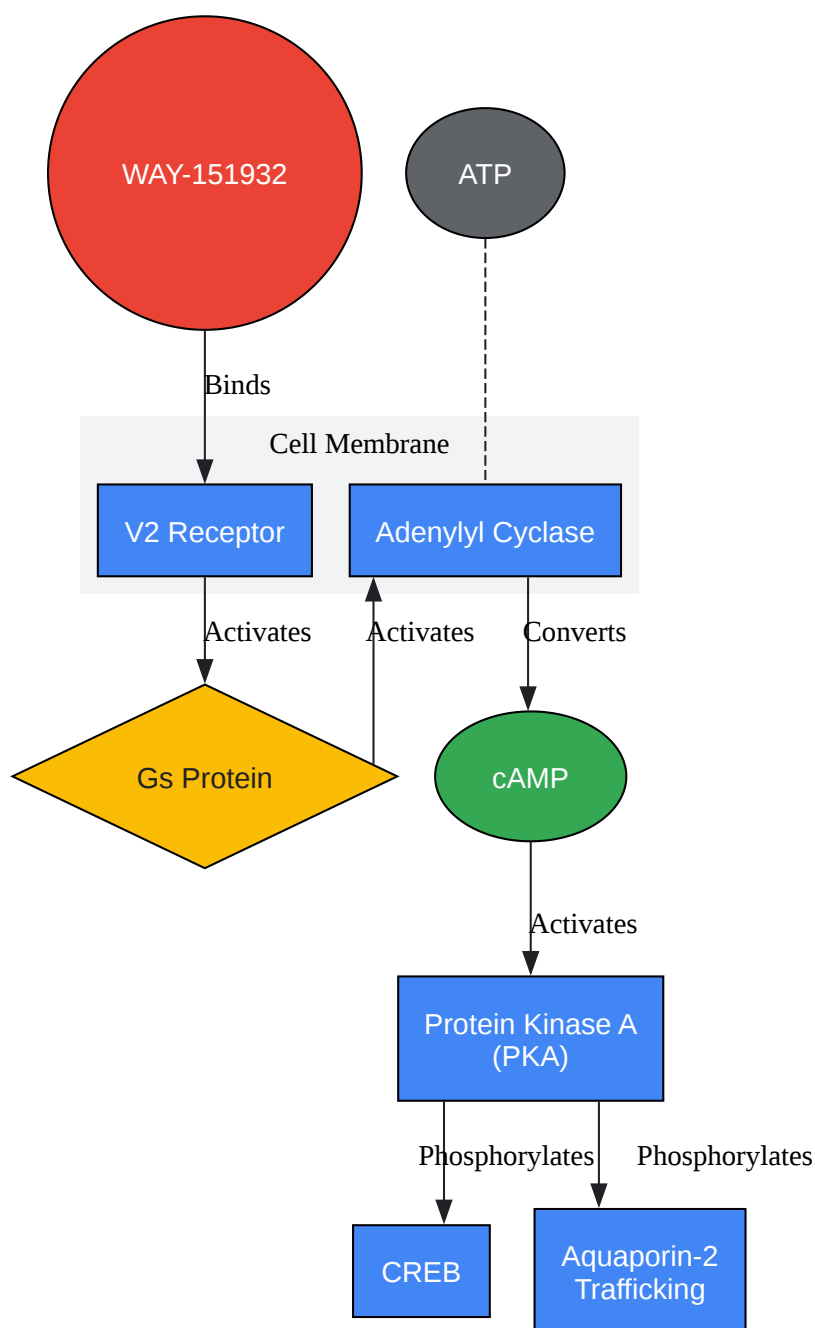 WAY-151932
ATP
Binds
Cell Membrane
V2 Receptor
Adenylyl Cyclase
Activates
Activates
Converts
Gs Protein
cAMP
Activates
Protein Kinase A
(PKA)
Phosphorylates
Phosphorylates
CREB
Aquaporin-2
Trafficking